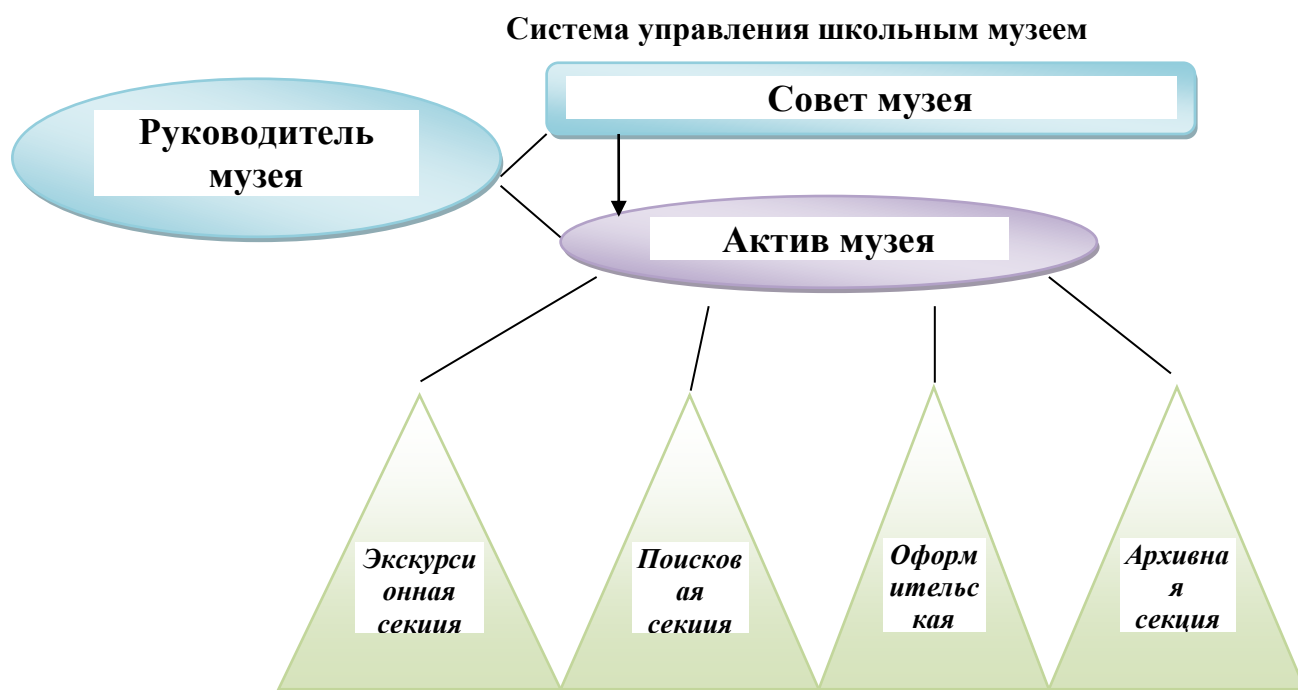 Система управления школьным музеем
Совет музея
Руководитель
музея
Актив музея
Экскурси
онная
секция
Поисков
ая
секция
Оформ
ительс
кая
Архивна
я
секция